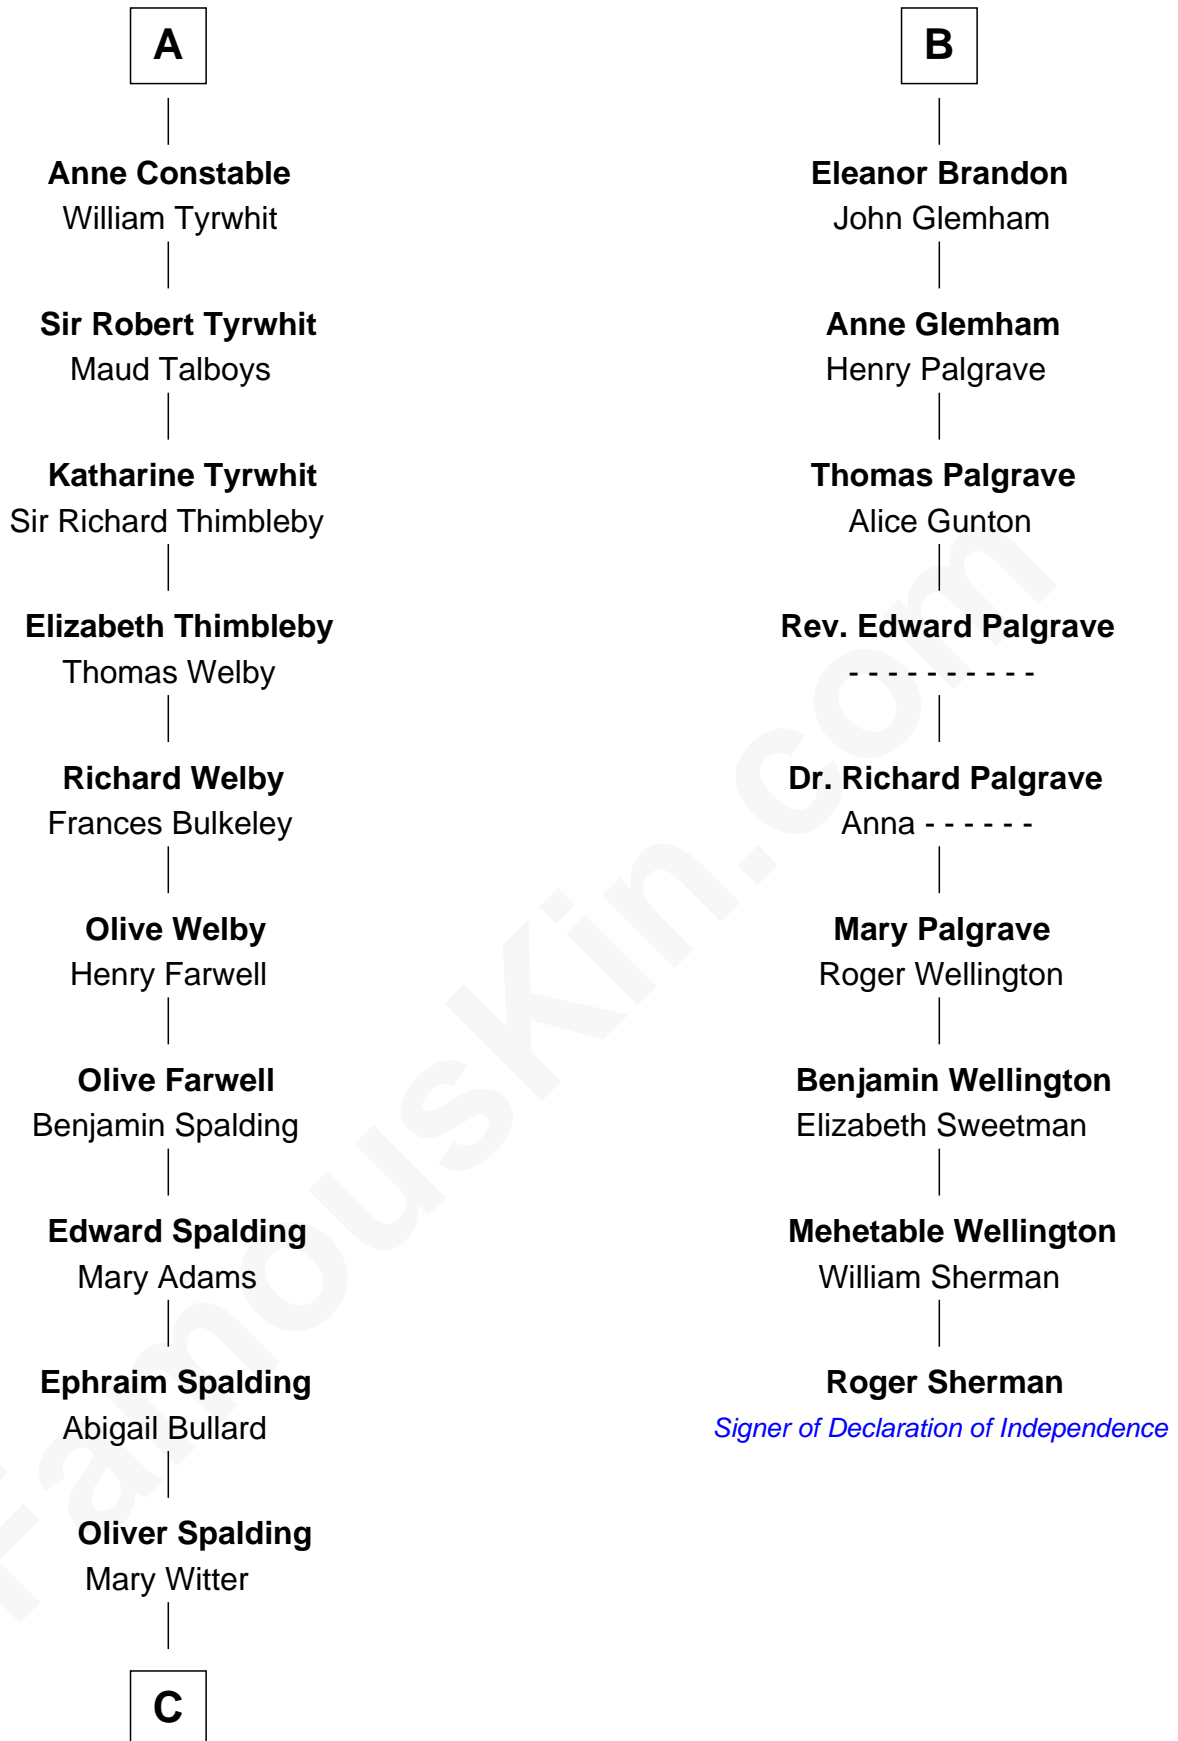 A
Anne Constable
William Tyrwhit
Sir Robert Tyrwhit
Maud Talboys
Katharine Tyrwhit
Sir Richard Thimbleby
Elizabeth Thimbleby
Thomas Welby
Richard Welby
Frances Bulkeley
Olive Welby
Henry Farwell
Olive Farwell
Benjamin Spalding
Edward Spalding
Mary Adams
Ephraim Spalding
Abigail Bullard
Oliver Spalding
Mary Witter
C
B
Eleanor Brandon
John Glemham
Anne Glemham
Henry Palgrave
Thomas Palgrave
Alice Gunton
Rev. Edward Palgrave
- - - - - - - - - -
Dr. Richard Palgrave
Anna - - - - - -
Mary Palgrave
Roger Wellington
Benjamin Wellington
Elizabeth Sweetman
Mehetable Wellington
William Sherman
Roger Sherman
Signer of Declaration of Independence
FamousKin.com